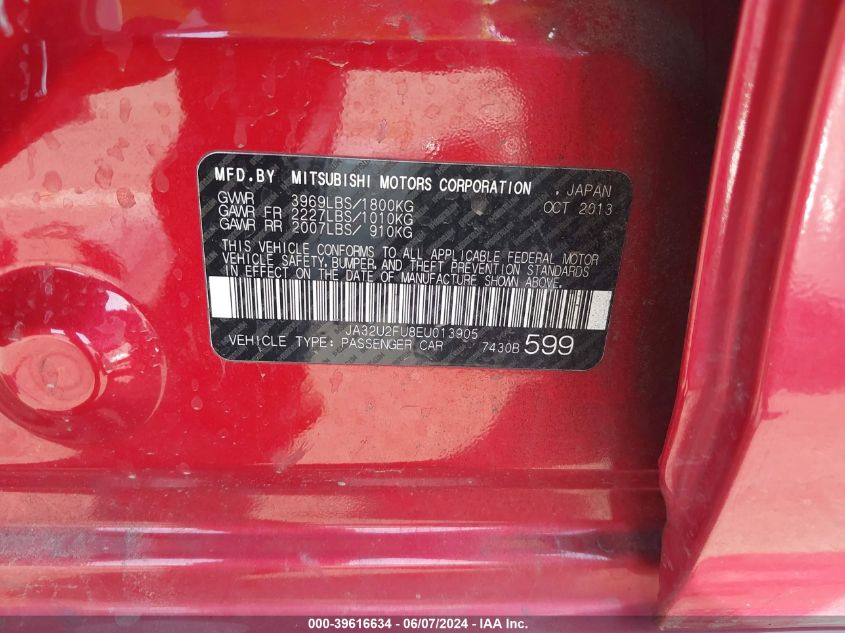 MFD.BY MITSUBISHI MOTORS CORPORATION , JAPAN
GVWR 3969LBS/1800KG OCT 2013
GAWR FR 2227LBS/1010KG
GAWR RR 2007LBS/ 910KG
THIS VEHICLE CONFORMS TO ALL APPLICABLE FEDERAL MOTOR
VEHICLE SAFETY, BUMPER, AND THEFT PREVENTION STANDARDS
IN EFFECT ON THE DATE OF MANUFACTURE SHOWN ABOVE.
JA32U2FU8EU013905
VEHICLE TYPE: PASSENGER CAR 7430B 599
000-39616634 - 06/07/2024 - IAA Inc.